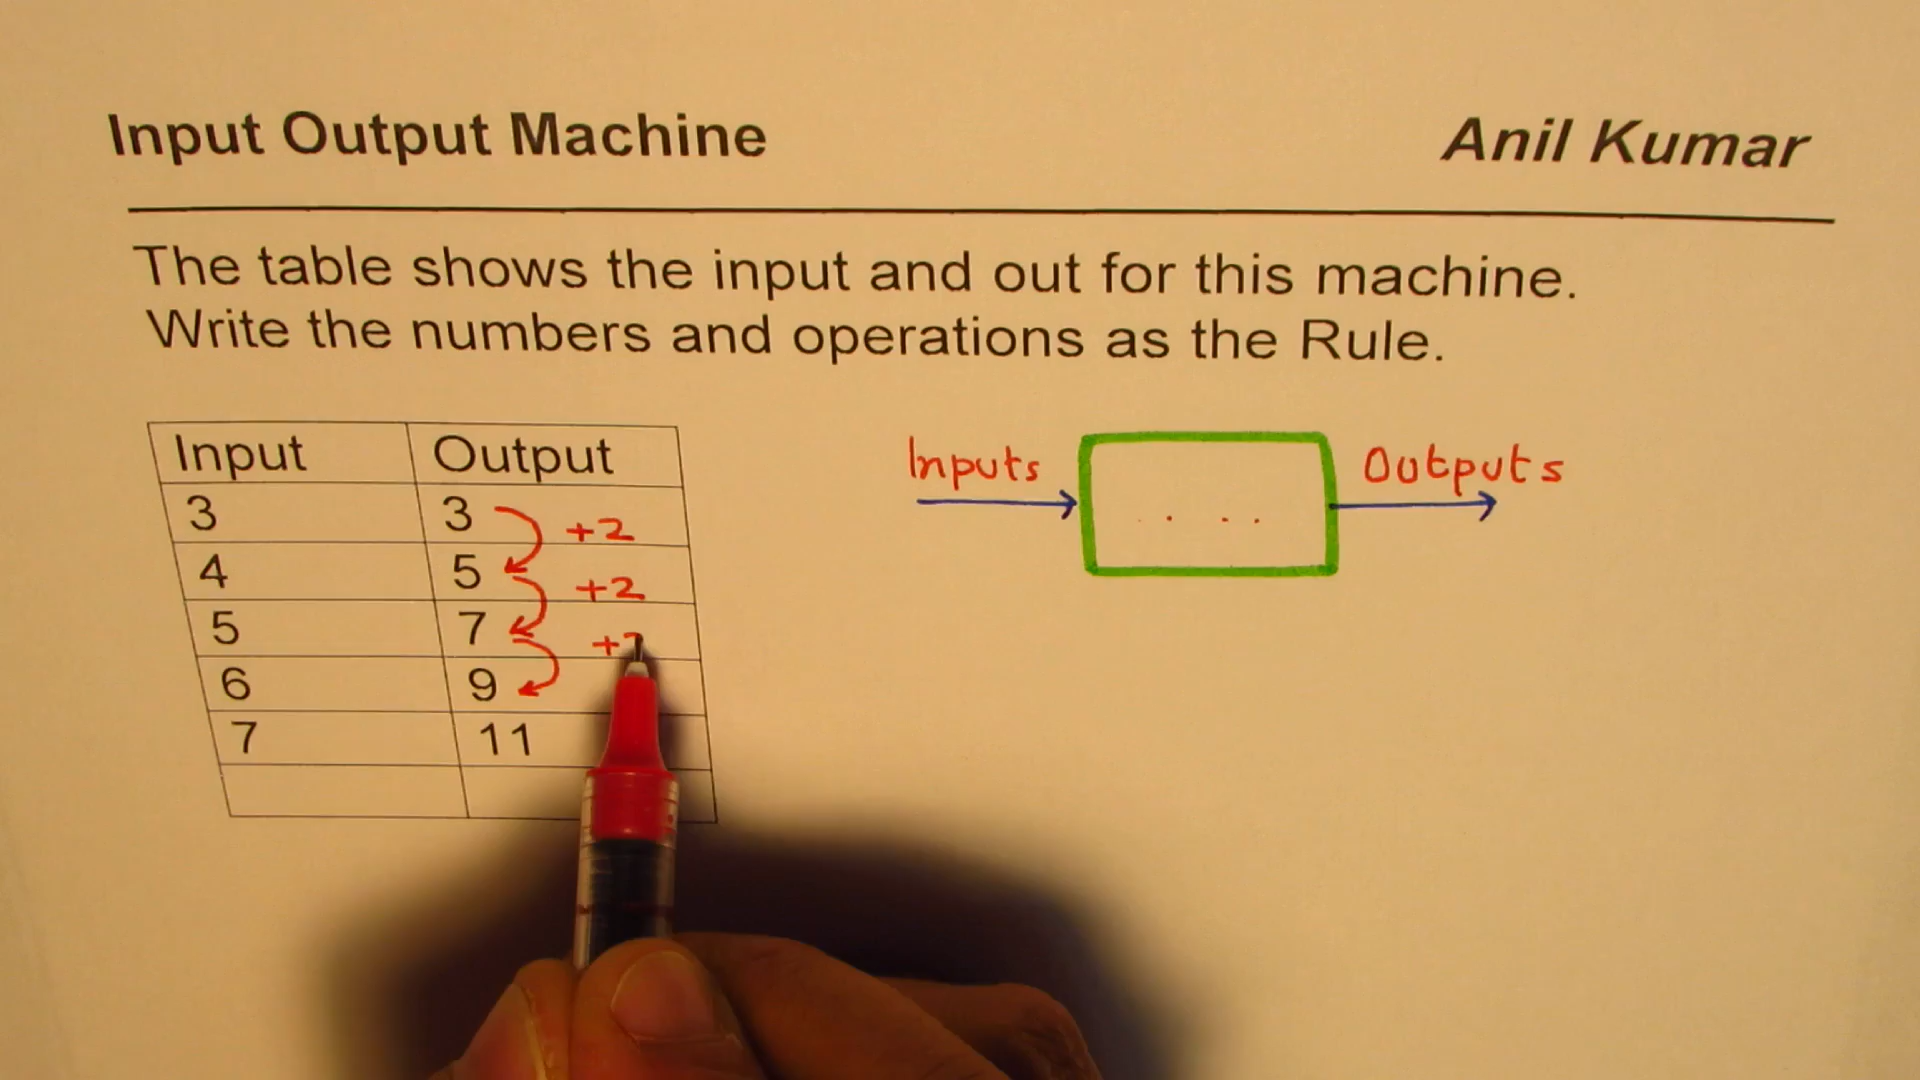 Input Output Machine Anil Kumar
The table shows the input and out for this machine.
Write the numbers and operations as the Rule.
Input Output
3 3 +2
4 5 +2
5 7
6 9
7 11
Inputs Outputs